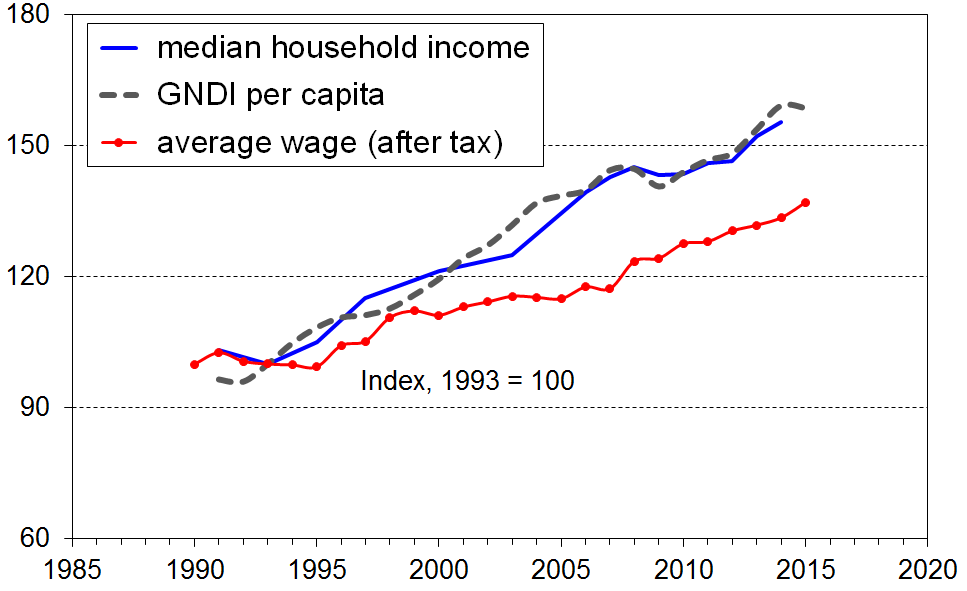 180
150
120
90
60
median household income
GNDI per capita
average wage (after tax)
Index, 1993 = 100
1985 1990 1995 2000 2005 2010 2015 2020